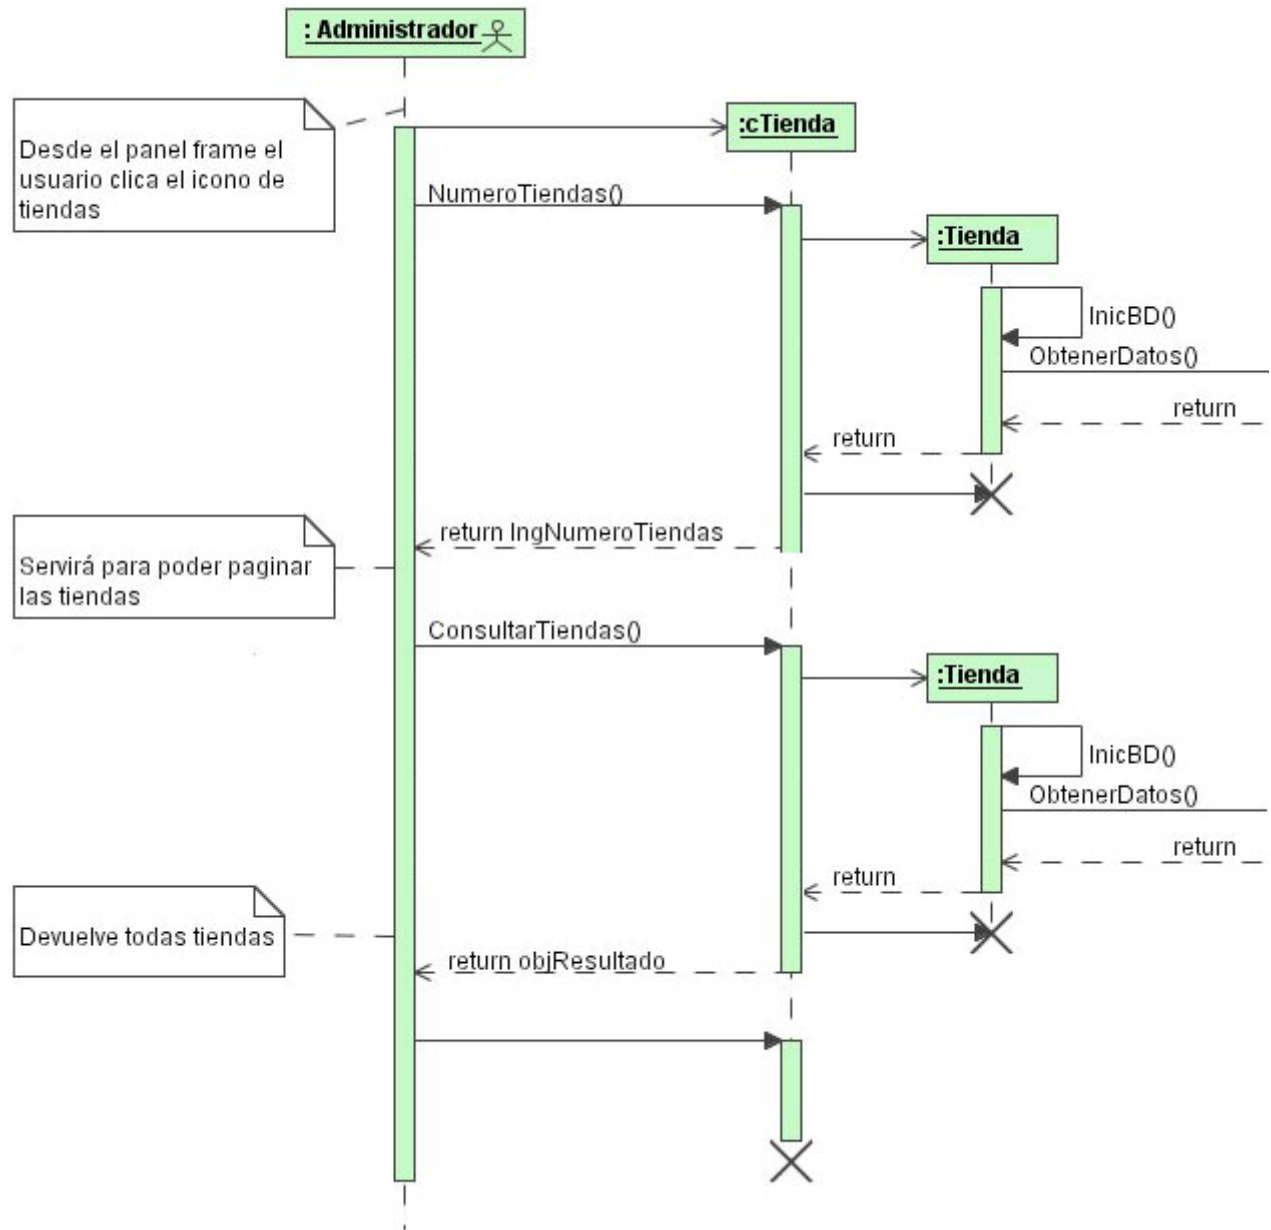 : Administrador
:cTienda
Desde el panel frame el
usuario clica el icono de
tiendas
NumeroTiendas()
:Tienda
InicBD()
ObtenerDatos()
return
return
return lngNumeroTiendas
Servirá para poder paginar
las tiendas
ConsultarTiendas()
:Tienda
InicBD()
ObtenerDatos()
return
return
Devuelve todas tiendas
return objResultado